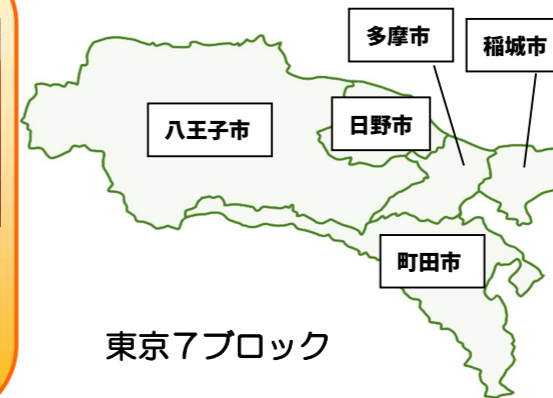 多摩市
稲城市
八王子市
日野市
町田市
東京7ブロック